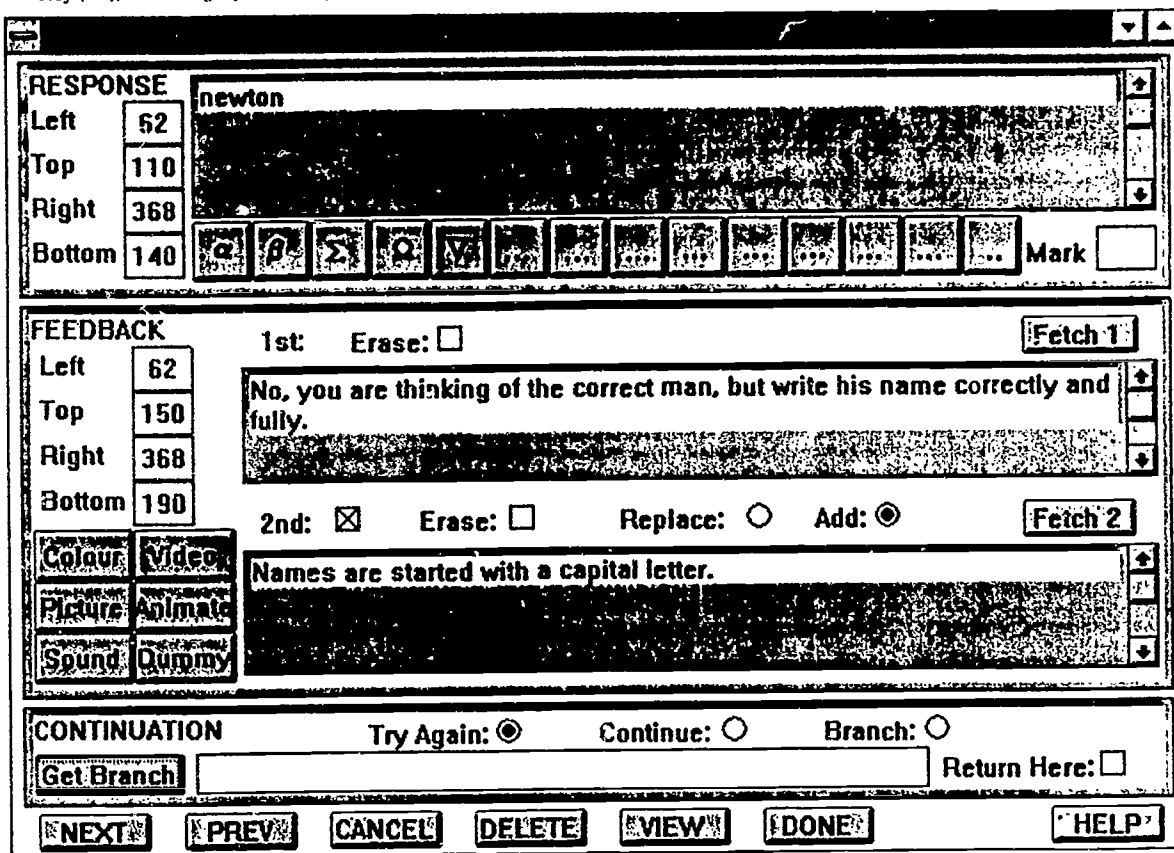 RESPONSE
newton
Left 62
Top 110
Right 368
Bottom 140
α β Σ Ω ∇ ... ... ... ... ... ... ... ... ... Mark
FEEDBACK
1st: Erase: Fetch 1
Left 62
No, you are thinking of the correct man, but write his name correctly and
fully.
Top 150
Right 368
Bottom 190
2nd: Erase: Replace: Add: Fetch 2
Colour Video
Names are started with a capital letter.
Picture Animate
Sound Dummy
CONTINUATION
Try Again: Continue: Branch:
Get Branch Return Here:
NEXT PREV CANCEL DELETE VIEW DONE HELP